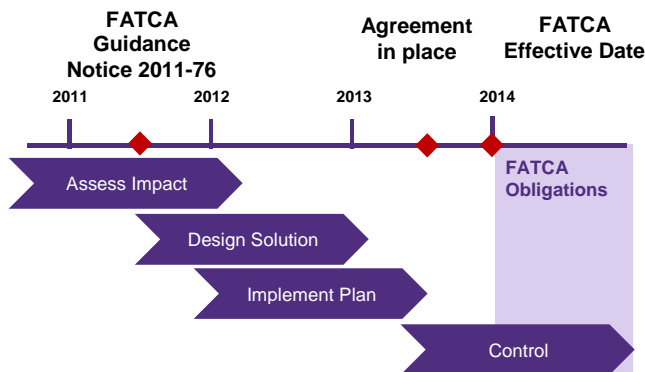 FATCA
Guidance
Notice 2011-76
Agreement
in place
FATCA
Effective Date
2011
2012
2013
2014
Assess Impact
FATCA
Obligations
Design Solution
Implement Plan
Control